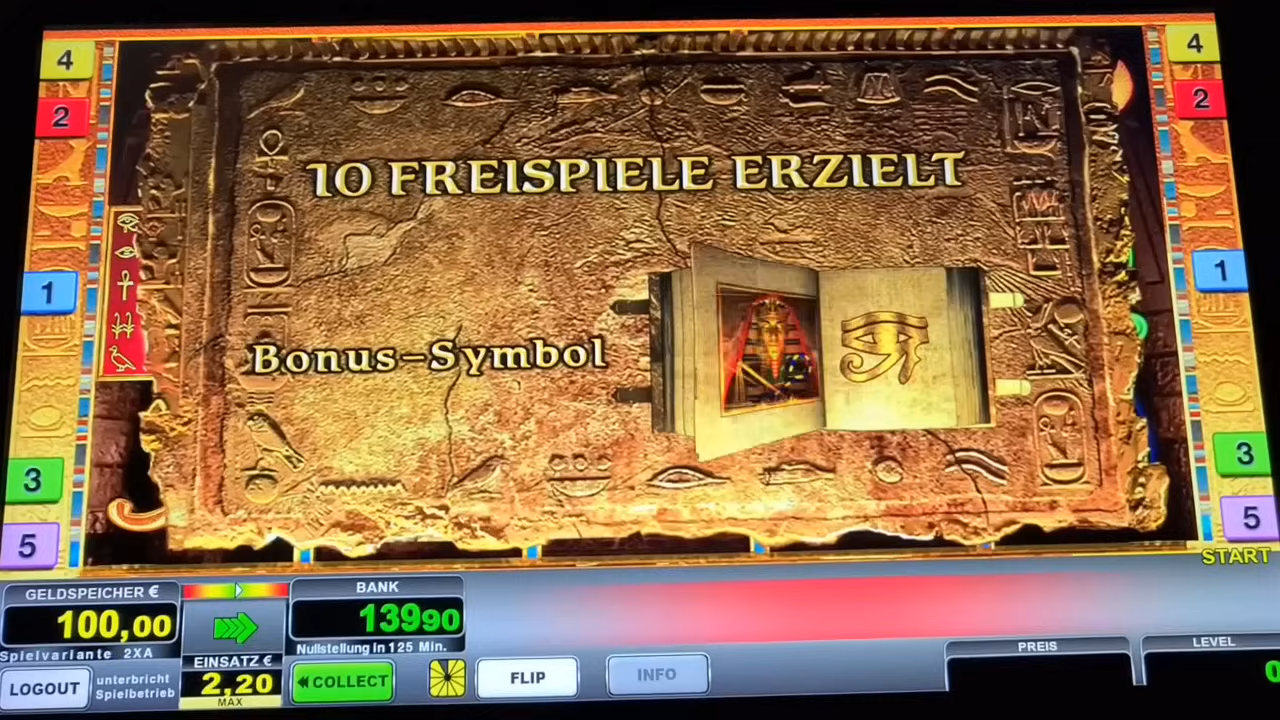 4
4
2
2
10 FREISPIELE ERZIELT
1
1
Bonus-Symbol
3
3
5
5
START
GELDSPEICHER €
100,00
Spielvariante 2XA
BANK
13990
Nullstellung in 125 Min.
EINSATZ €
2,20
MAX
LOGOUT
unterbricht
Spielbetrieb
COLLECT
FLIP
INFO
PREIS
LEVEL
0